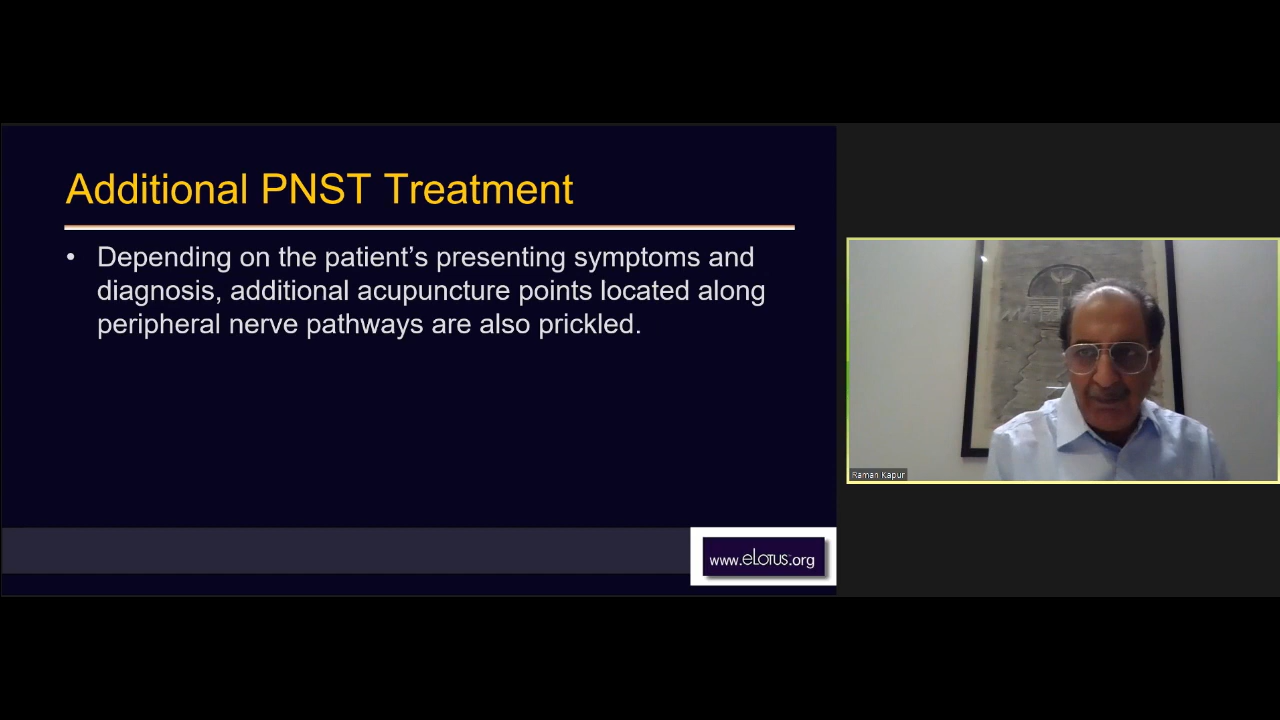 Additional PNST Treatment
• Depending on the patient’s presenting symptoms and
diagnosis, additional acupuncture points located along
peripheral nerve pathways are also prickled.
www.eLOTUS.org
Raman Kapur